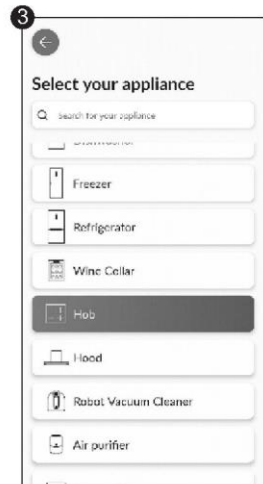 3
Select your appliance
Search for your appliance
Dishwasher
Freezer
Refrigerator
Wine Cellar
Hob
Hood
Robot Vacuum Cleaner
Air purifier